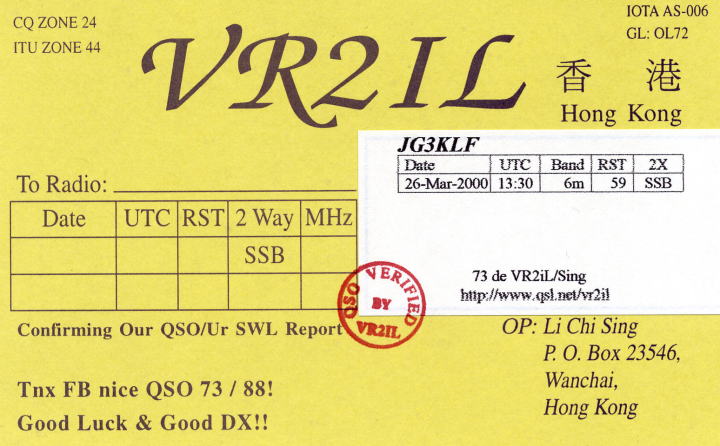 CQ ZONE 24
ITU ZONE 44
VR2IL
IOTA AS-006
GL: OL72
香 港
Hong Kong
JG3KLF
Date UTC Band RST 2X
26-Mar-2000 13:30 6m 59 SSB
73 de VR2iL/Sing
http://www.qsl.net/vr2il
To Radio:
Date UTC RST 2 Way MHz
SSB
QSO VERIFIED
BY
VR2IL
Confirming Our QSO/Ur SWL Report
Tnx FB nice QSO 73 / 88!
Good Luck & Good DX!!
OP: Li Chi Sing
P. O. Box 23546,
Wanchai,
Hong Kong